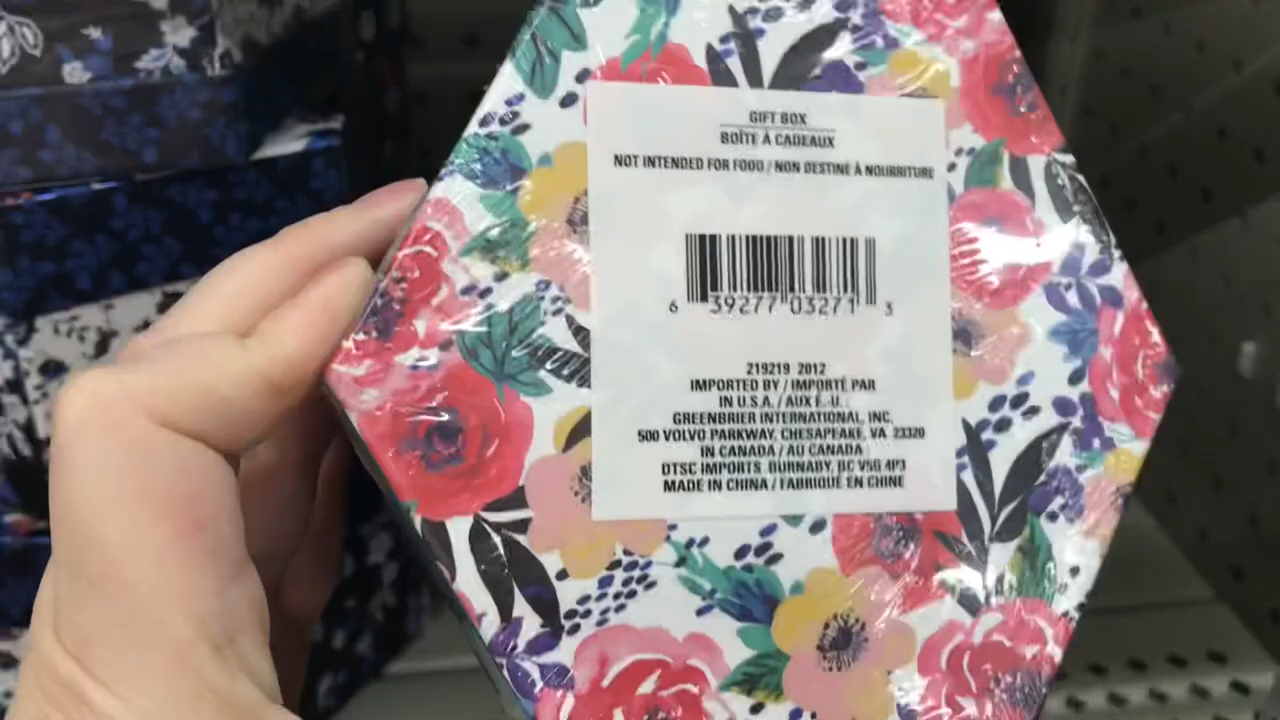 GIFT BOX
BOÎTE À CADEAUX
NOT INTENDED FOR FOOD / NON DESTINÉ À NOURRITURE
6 39277 03271 3
219219 2012
IMPORTED BY / IMPORTÉ PAR
IN U.S.A. / AUX É.-U. :
GREENBRIER INTERNATIONAL, INC.
500 VOLVO PARKWAY, CHESAPEAKE, VA 23320
IN CANADA / AU CANADA
DTSC IMPORTS, BURNABY, BC V5G 4P3
MADE IN CHINA / FABRIQUÉ EN CHINE